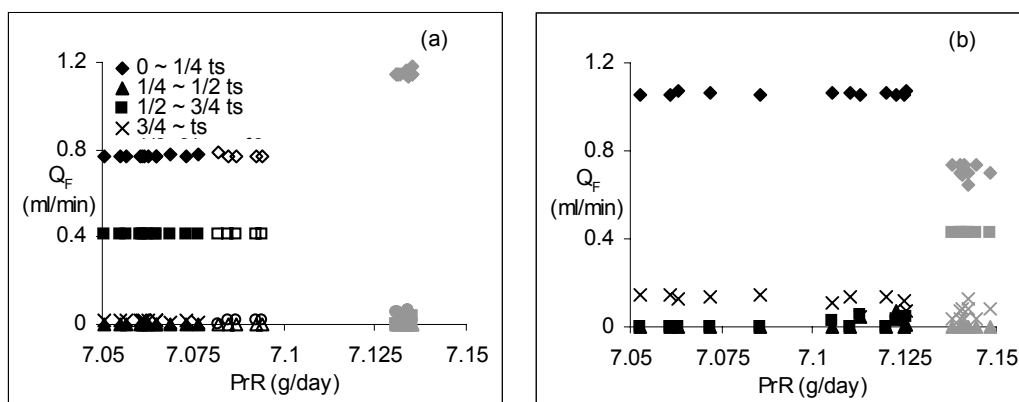 (a)
1.2
0 ~ 1/4 ts
1/4 ~ 1/2 ts
1/2 ~ 3/4 ts
3/4 ~ ts
0.8
QF
(ml/min)
0.4
0
7.05 7.075 7.1 7.125 7.15
PrR (g/day)
(b)
1.2
0.8
QF
(ml/min)
0.4
0
7.05 7.075 7.1 7.125 7.15
PrR (g/day)